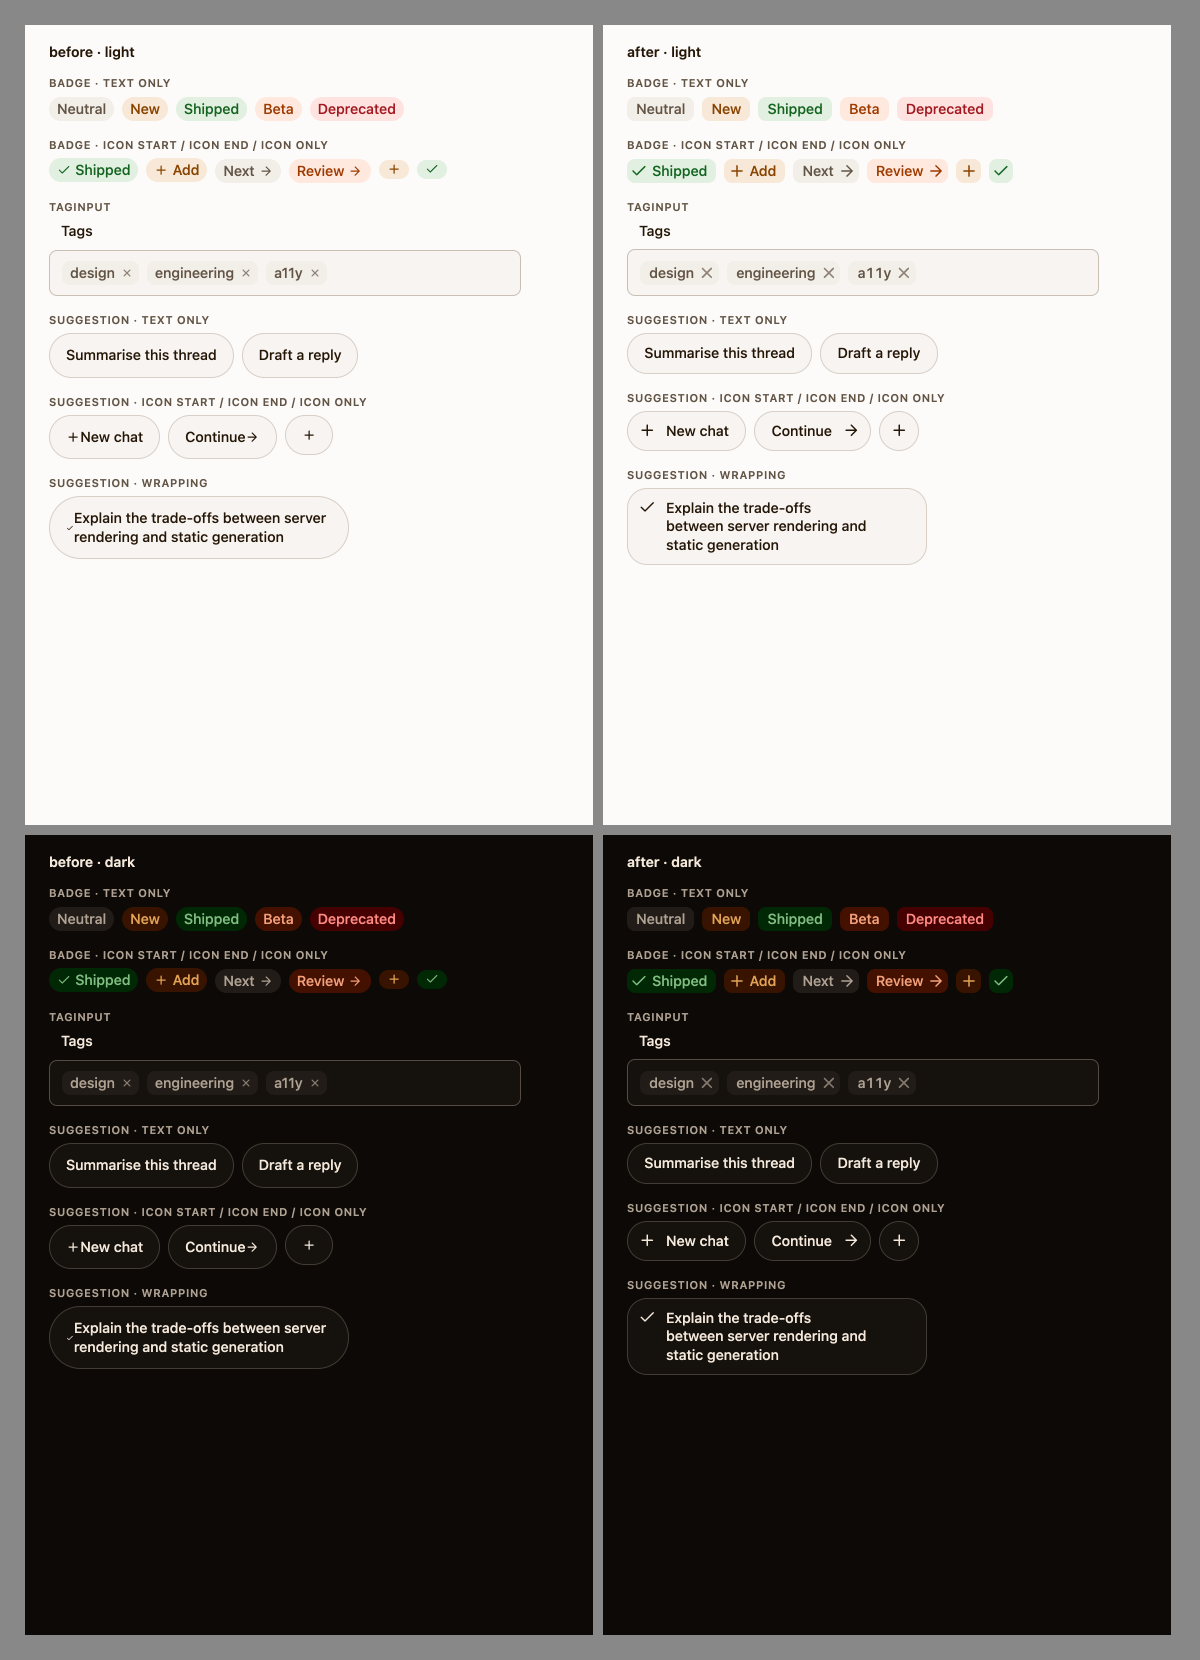 before · light
BADGE · TEXT ONLY
Neutral New Shipped Beta Deprecated
BADGE · ICON START / ICON END / ICON ONLY
✓ Shipped + Add Next → Review → + ✓
TAGINPUT
Tags
design × engineering × a11y ×
SUGGESTION · TEXT ONLY
Summarise this thread Draft a reply
SUGGESTION · ICON START / ICON END / ICON ONLY
+New chat Continue→ +
SUGGESTION · WRAPPING
✓ Explain the trade-offs between server
rendering and static generation
after · light
BADGE · TEXT ONLY
Neutral New Shipped Beta Deprecated
BADGE · ICON START / ICON END / ICON ONLY
✓ Shipped + Add Next → Review → + ✓
TAGINPUT
Tags
design × engineering × a11y ×
SUGGESTION · TEXT ONLY
Summarise this thread Draft a reply
SUGGESTION · ICON START / ICON END / ICON ONLY
+ New chat Continue → +
SUGGESTION · WRAPPING
✓ Explain the trade-offs
between server rendering and
static generation
before · dark
BADGE · TEXT ONLY
Neutral New Shipped Beta Deprecated
BADGE · ICON START / ICON END / ICON ONLY
✓ Shipped + Add Next → Review → + ✓
TAGINPUT
Tags
design × engineering × a11y ×
SUGGESTION · TEXT ONLY
Summarise this thread Draft a reply
SUGGESTION · ICON START / ICON END / ICON ONLY
+New chat Continue→ +
SUGGESTION · WRAPPING
✓ Explain the trade-offs between server
rendering and static generation
after · dark
BADGE · TEXT ONLY
Neutral New Shipped Beta Deprecated
BADGE · ICON START / ICON END / ICON ONLY
✓ Shipped + Add Next → Review → + ✓
TAGINPUT
Tags
design × engineering × a11y ×
SUGGESTION · TEXT ONLY
Summarise this thread Draft a reply
SUGGESTION · ICON START / ICON END / ICON ONLY
+ New chat Continue → +
SUGGESTION · WRAPPING
✓ Explain the trade-offs
between server rendering and
static generation